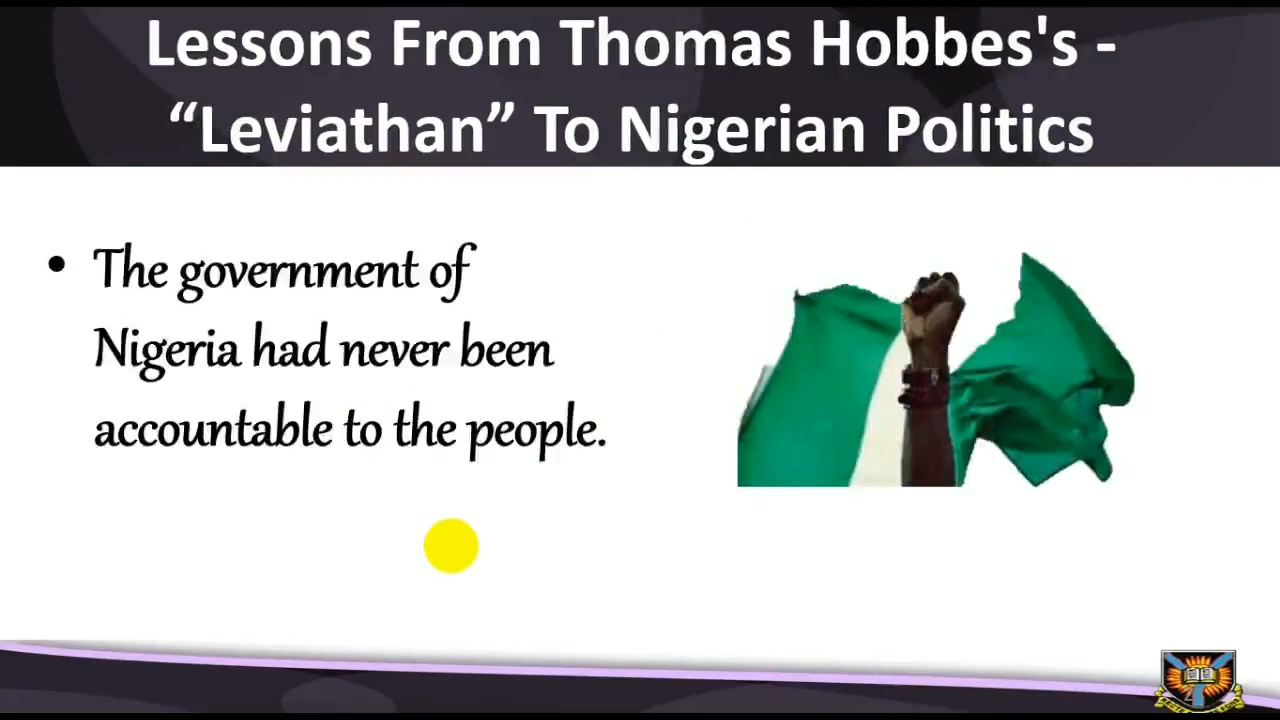 Lessons From Thomas Hobbes's -
“Leviathan” To Nigerian Politics
• The government of
Nigeria had never been
accountable to the people.